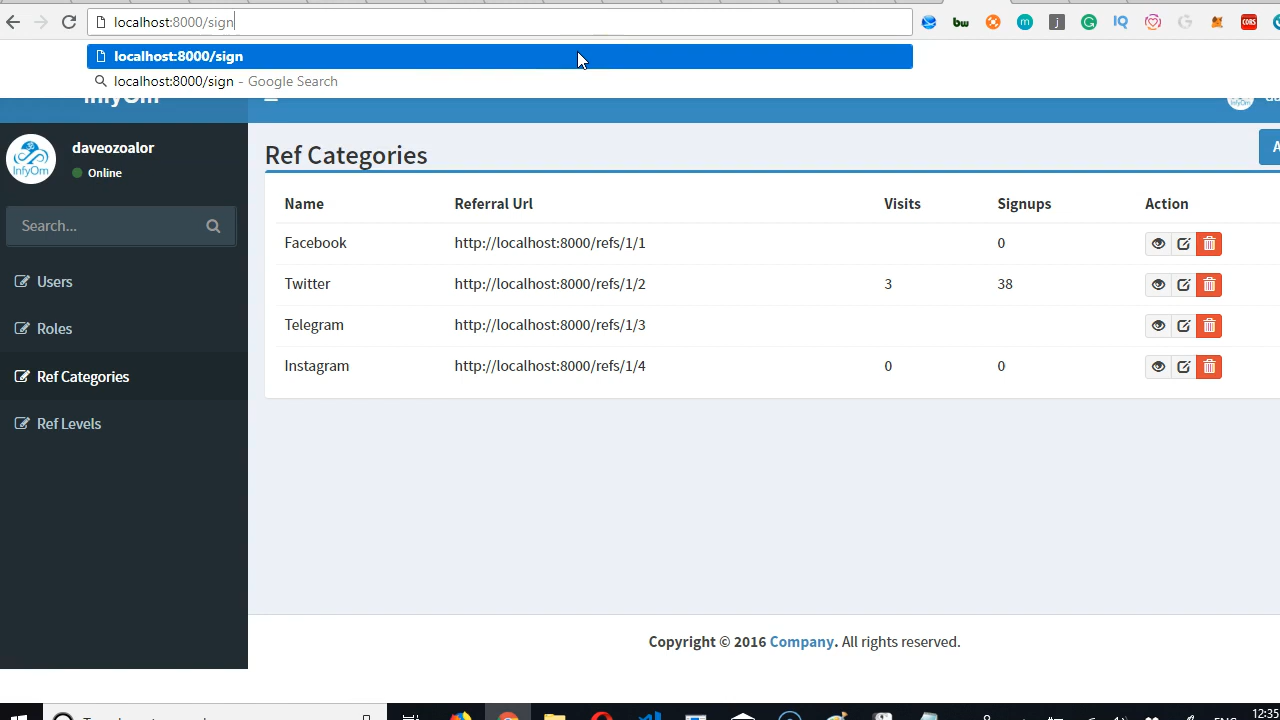 localhost:8000/sign
localhost:8000/sign
localhost:8000/sign - Google Search
InfyOm
daveozoalor
Online
InfyOm
Search...
Users
Roles
Ref Categories
Ref Levels
Ref Categories
Name Referral Url Visits Signups Action
Facebook http://localhost:8000/refs/1/1 0
Twitter http://localhost:8000/refs/1/2 3 38
Telegram http://localhost:8000/refs/1/3
Instagram http://localhost:8000/refs/1/4 0 0
Copyright © 2016 Company. All rights reserved.
12:35